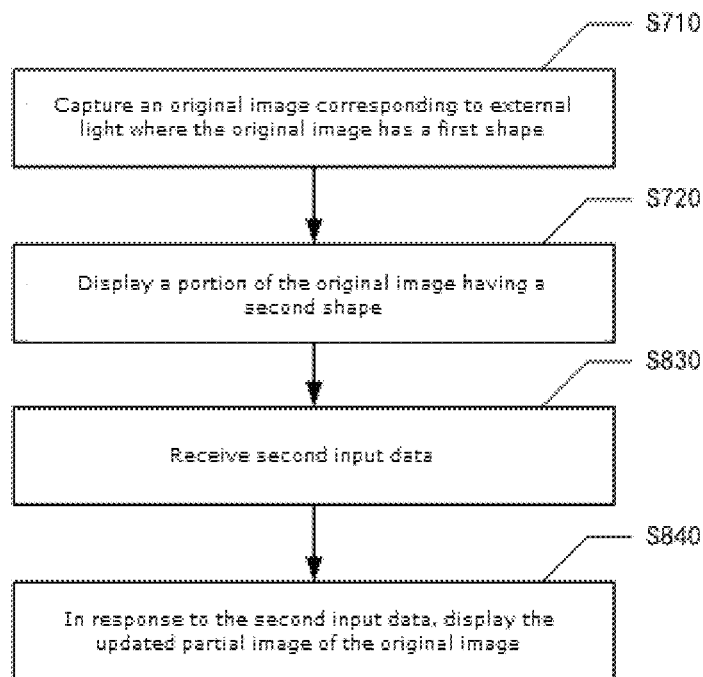 S710
Capture an original image corresponding to external
light where the original image has a first shape
S720
Display a portion of the original image having a
second shape
S830
Receive second input data
S840
In response to the second input data, display the
updated partial image of the original image